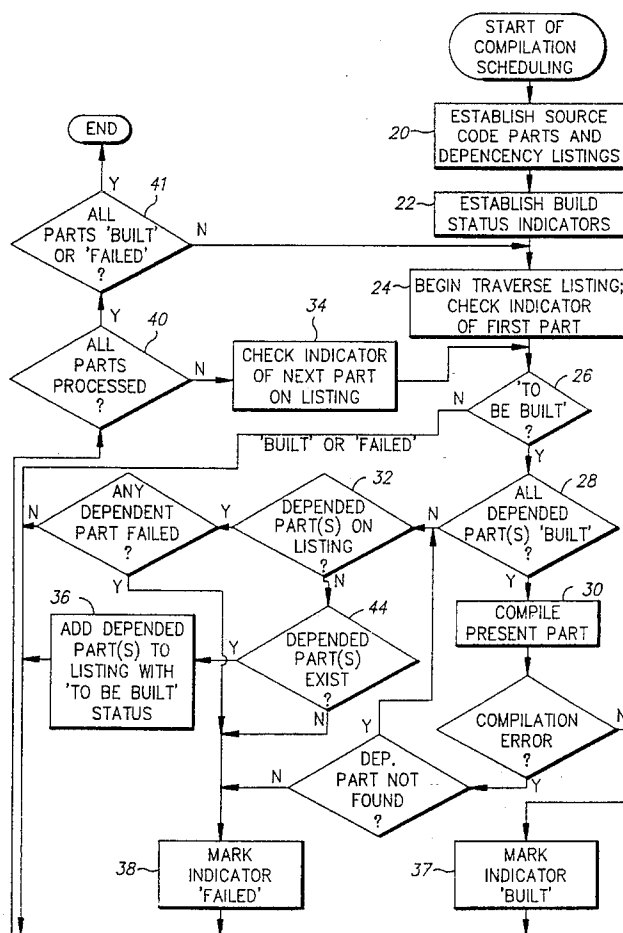 START OF
COMPILATION
SCHEDULING
20
ESTABLISH SOURCE
CODE PARTS AND
DEPENCENCY LISTINGS
22
ESTABLISH BUILD
STATUS INDICATORS
24
BEGIN TRAVERSE LISTING;
CHECK INDICATOR
OF FIRST PART
END
Y
41
ALL
PARTS 'BUILT'
OR 'FAILED'
?
N
Y
40
ALL
PARTS
PROCESSED
?
N
34
CHECK INDICATOR
OF NEXT PART
ON LISTING
26
'TO
BE BUILT'
?
N
'BUILT' OR 'FAILED'
Y
28
ALL
DEPENDED
PART(S) 'BUILT'
?
N
Y
32
DEPENDED
PART(S) ON
LISTING
?
Y
N
ANY
DEPENDENT
PART FAILED
?
N
Y
30
COMPILE
PRESENT PART
44
DEPENDED
PART(S)
EXIST
?
Y
N
36
ADD DEPENDED
PART(S) TO
LISTING WITH
'TO BE BUILT'
STATUS
COMPILATION
ERROR
?
N
Y
DEP.
PART NOT
FOUND
?
Y
N
38
MARK
INDICATOR
'FAILED'
37
MARK
INDICATOR
'BUILT'